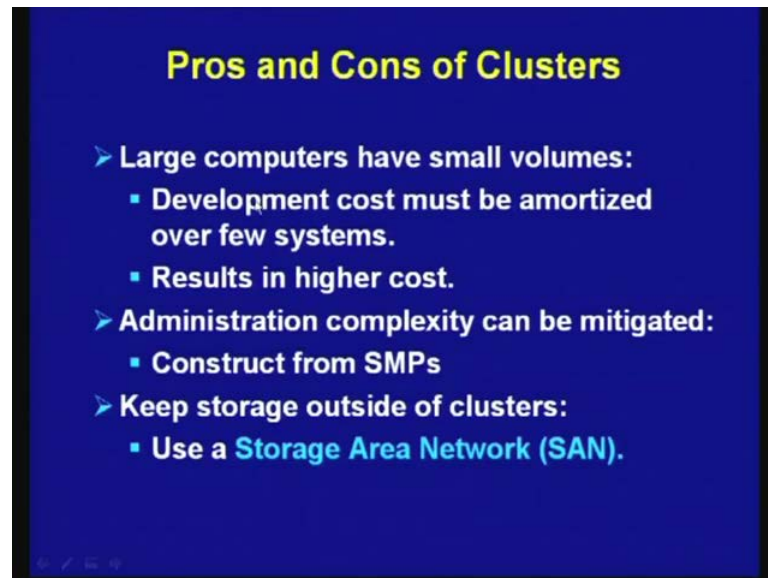 Pros and Cons of Clusters
➢ Large computers have small volumes:
▪ Development cost must be amortized
over few systems.
▪ Results in higher cost.
➢ Administration complexity can be mitigated:
▪ Construct from SMPs
➢ Keep storage outside of clusters:
▪ Use a Storage Area Network (SAN).